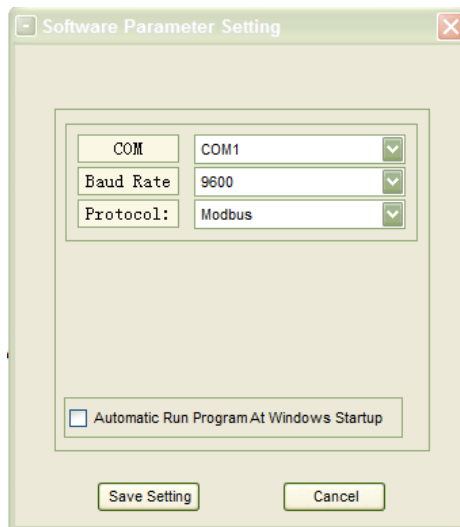 Software Parameter Setting
COM COM1
Baud Rate 9600
Protocol: Modbus
Automatic Run Program At Windows Startup
Save Setting Cancel